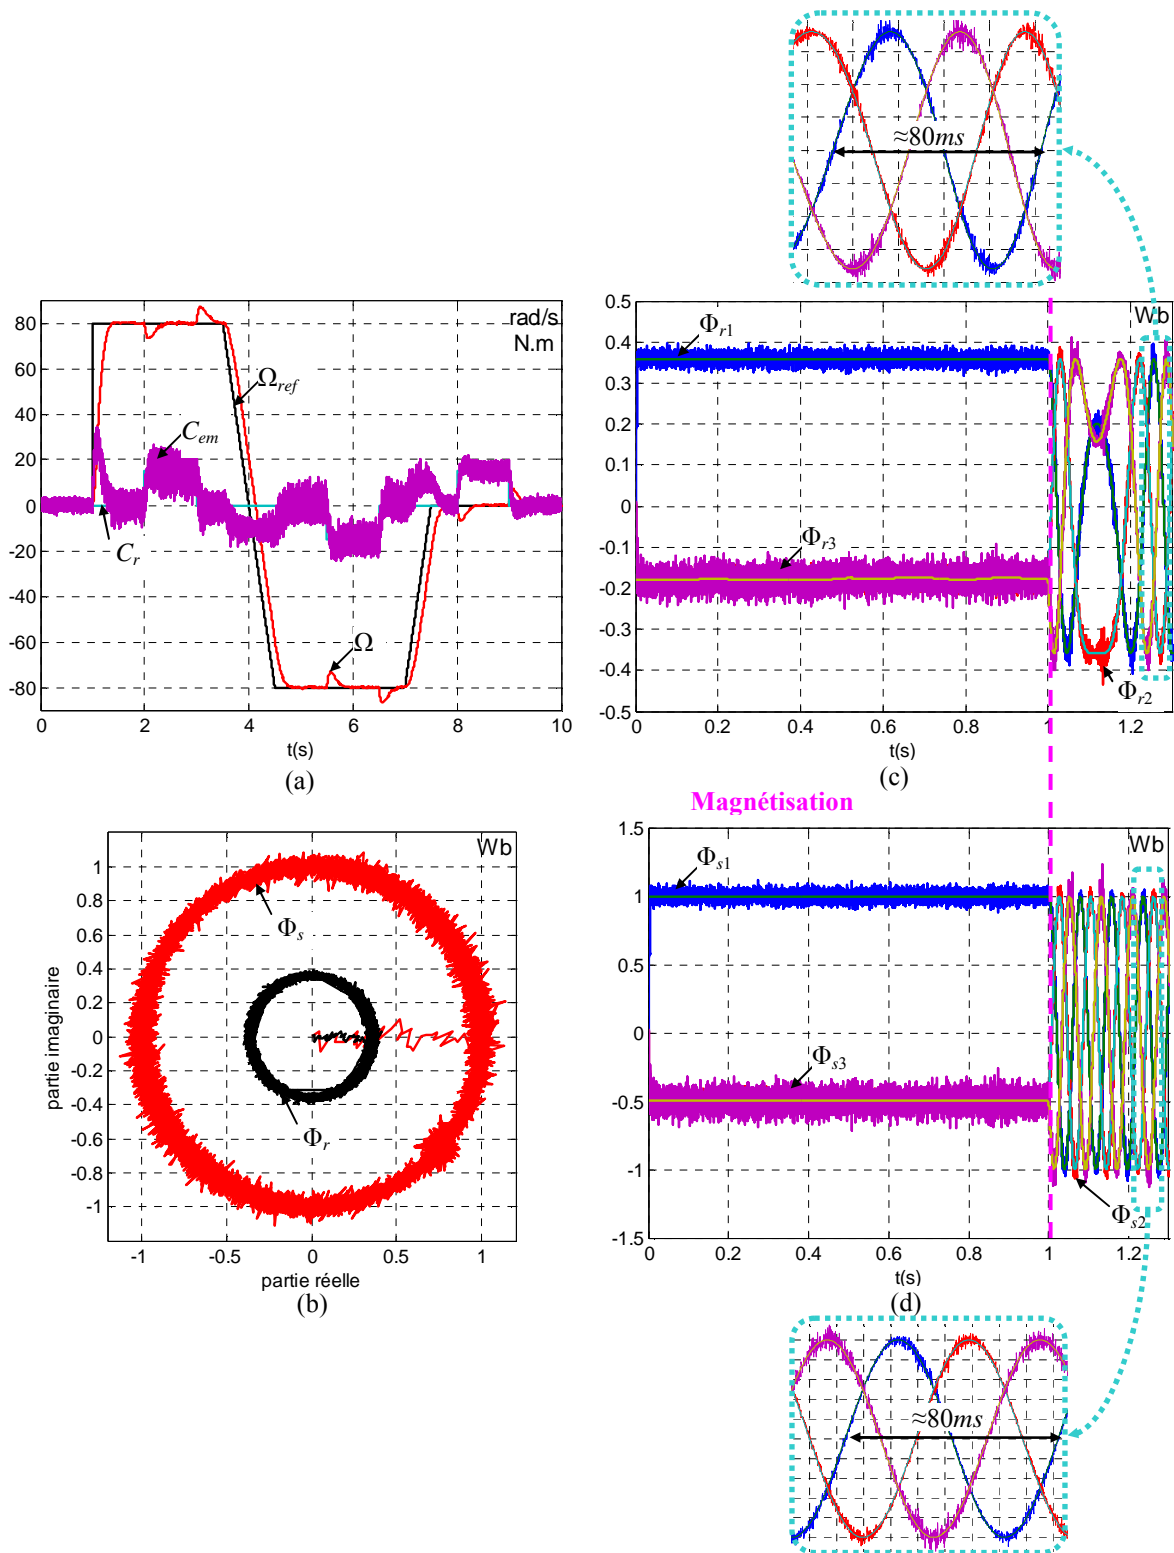 ≈80ms
rad/s
N.m
Ωref
Cem
Cr
Ω
80
60
40
20
0
-20
-40
-60
-80
0 2 4 6 8 10
t(s)
(a)
Wb
Φr1
Φr3
Φr2
0.5
0.4
0.3
0.2
0.1
0
-0.1
-0.2
-0.3
-0.4
-0.5
0 0.2 0.4 0.6 0.8 1 1.2
t(s)
(c)
Magnétisation
Wb
Φs
Φr
partie imaginaire
1
0.8
0.6
0.4
0.2
0
-0.2
-0.4
-0.6
-0.8
-1
-1 -0.5 0 0.5 1
partie réelle
(b)
Wb
Φs1
Φs3
Φs2
1.5
1
0.5
0
-0.5
-1
-1.5
0 0.2 0.4 0.6 0.8 1 1.2
t(s)
(d)
≈80ms